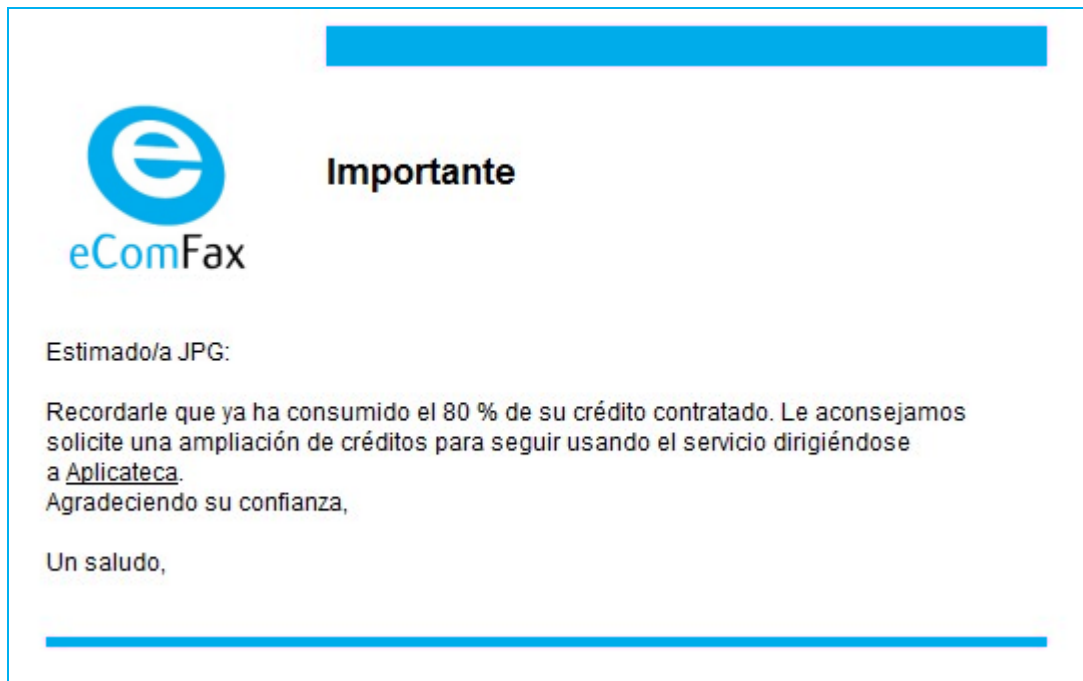 Importante
eComFax
Estimado/a JPG:
Recordarle que ya ha consumido el 80 % de su crédito contratado. Le aconsejamos
solicite una ampliación de créditos para seguir usando el servicio dirigiéndose
a Aplicateca.
Agradeciendo su confianza,
Un saludo,